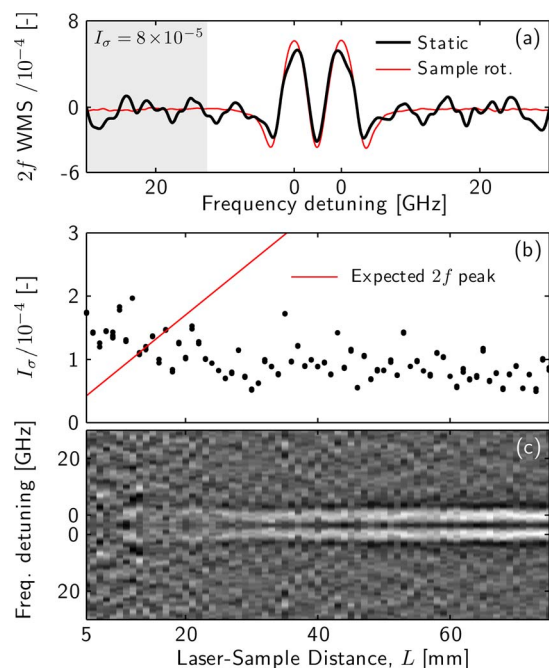 8
0
-6
2f WMS /10⁻⁴ [-]
I_σ = 8×10⁻⁵
(a)
Static
Sample rot.
20 0 0 20
Frequency detuning [GHz]
3
2
1
0
I_σ/10⁻⁴ [-]
(b)
Expected 2f peak
(c)
20
0
0
20
Freq. detuning [GHz]
5 20 40 60
Laser-Sample Distance, L [mm]